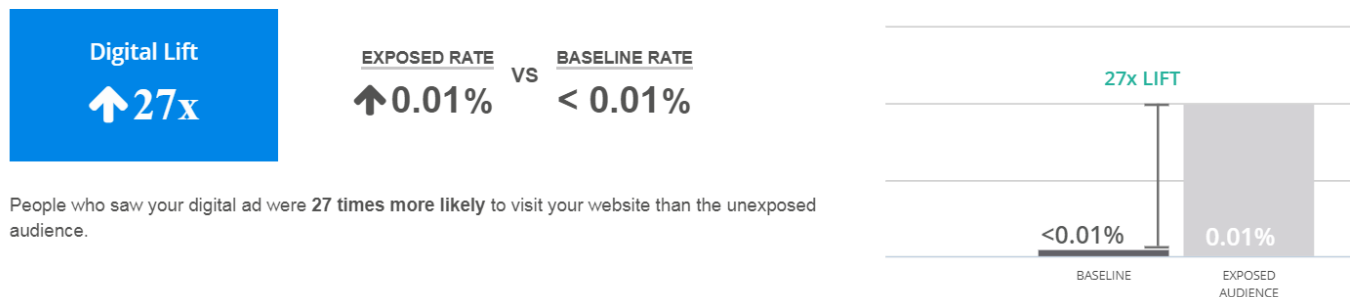 Digital Lift
27x
EXPOSED RATE
0.01%
VS
BASELINE RATE
< 0.01%
People who saw your digital ad were 27 times more likely to visit your website than the unexposed
audience.
27x LIFT
<0.01%
0.01%
BASELINE
EXPOSED
AUDIENCE